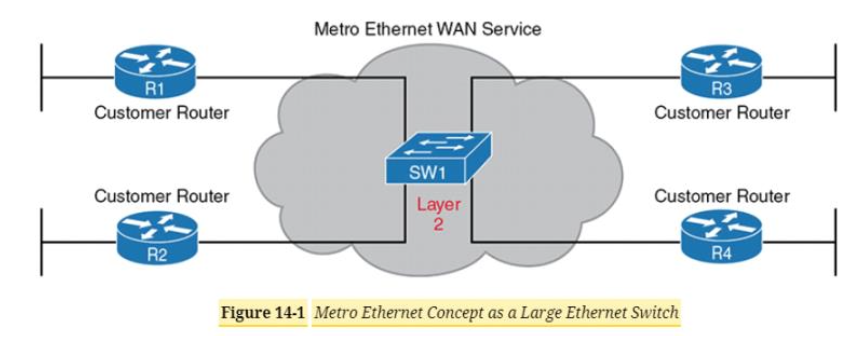 Metro Ethernet WAN Service
R1
Customer Router
R3
Customer Router
SW1
Layer
2
Customer Router
R2
Customer Router
R4
Figure 14-1 Metro Ethernet Concept as a Large Ethernet Switch